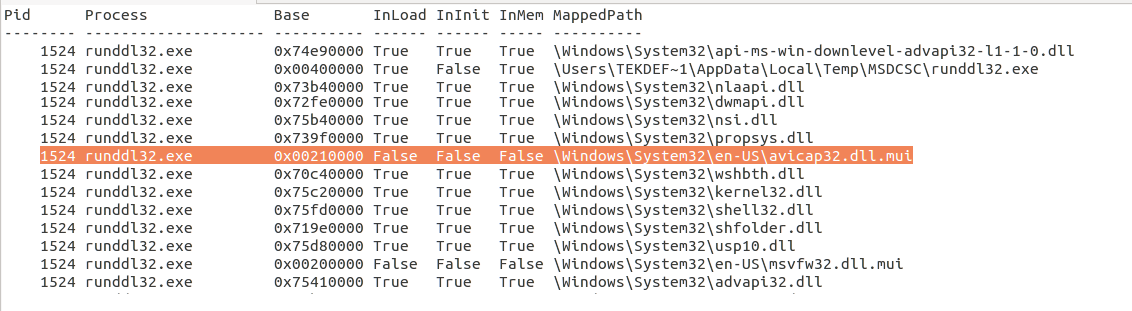 Pid Process Base InLoad InInit InMem MappedPath
-------- -------------------- ---------- ------ ------ ----- ----------
1524 runddl32.exe 0x74e90000 True True True \Windows\System32\api-ms-win-downlevel-advapi32-l1-1-0.dll
1524 runddl32.exe 0x00400000 True False True \Users\TEKDEF~1\AppData\Local\Temp\MSDCSC\runddl32.exe
1524 runddl32.exe 0x73b40000 True True True \Windows\System32\nlaapi.dll
1524 runddl32.exe 0x72fe0000 True True True \Windows\System32\dwmapi.dll
1524 runddl32.exe 0x75b40000 True True True \Windows\System32\nsi.dll
1524 runddl32.exe 0x739f0000 True True True \Windows\System32\propsys.dll
1524 runddl32.exe 0x00210000 False False False \Windows\System32\en-US\avicap32.dll.mui
1524 runddl32.exe 0x70c40000 True True True \Windows\System32\wshbth.dll
1524 runddl32.exe 0x75c20000 True True True \Windows\System32\kernel32.dll
1524 runddl32.exe 0x75fd0000 True True True \Windows\System32\shell32.dll
1524 runddl32.exe 0x719e0000 True True True \Windows\System32\shfolder.dll
1524 runddl32.exe 0x75d80000 True True True \Windows\System32\usp10.dll
1524 runddl32.exe 0x00200000 False False False \Windows\System32\en-US\msvfw32.dll.mui
1524 runddl32.exe 0x75410000 True True True \Windows\System32\advapi32.dll